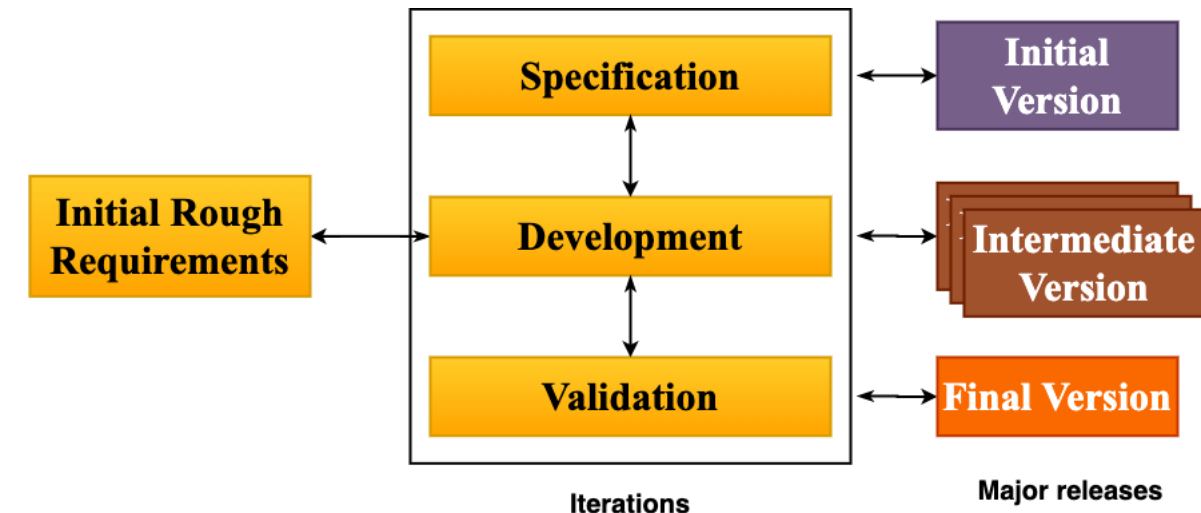 Specification
Initial
Version
Initial Rough
Requirements
Development
Intermediate
Version
Validation
Final Version
Iterations
Major releases